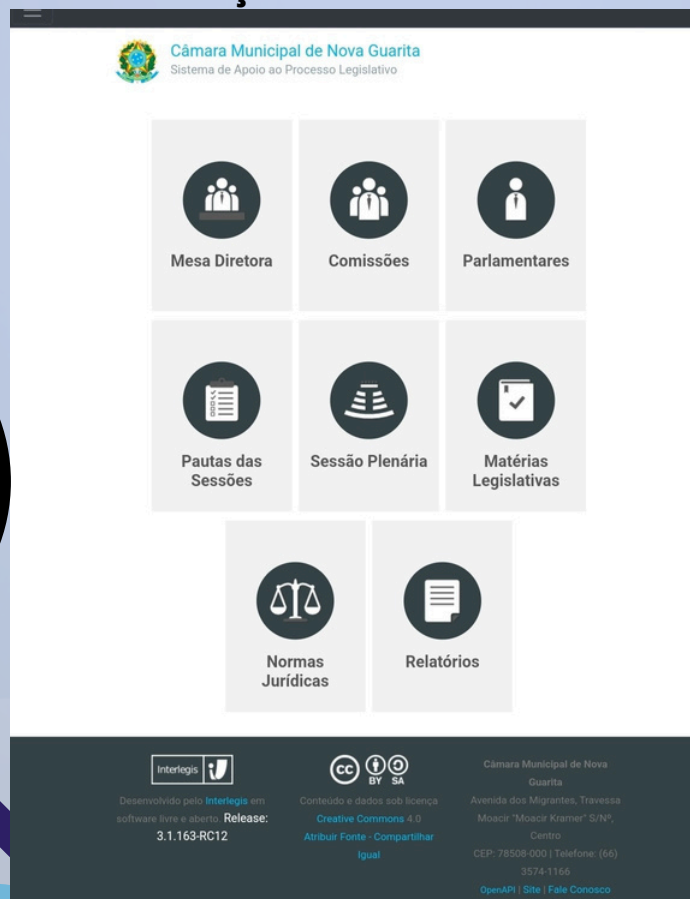 Câmara Municipal de Nova Guarita
Sistema de Apoio ao Processo Legislativo
Mesa Diretora
Comissões
Parlamentares
Pautas das
Sessões
Sessão Plenária
Matérias
Legislativas
Normas
Jurídicas
Relatórios
Interlegis
Desenvolvido pelo Interlegis em
software livre e aberto. Release:
3.1.163-RC12
cc BY SA
Conteúdo e dados sob licença
Creative Commons 4.0
Atribuir Fonte - Compartilhar
Igual
Câmara Municipal de Nova
Guarita
Avenida dos Migrantes, Travessa
Moacir "Moacir Kramer" S/Nº,
Centro
CEP: 78508-000 | Telefone: (66)
3574-1166
OpenAPI | Site | Fale Conosco